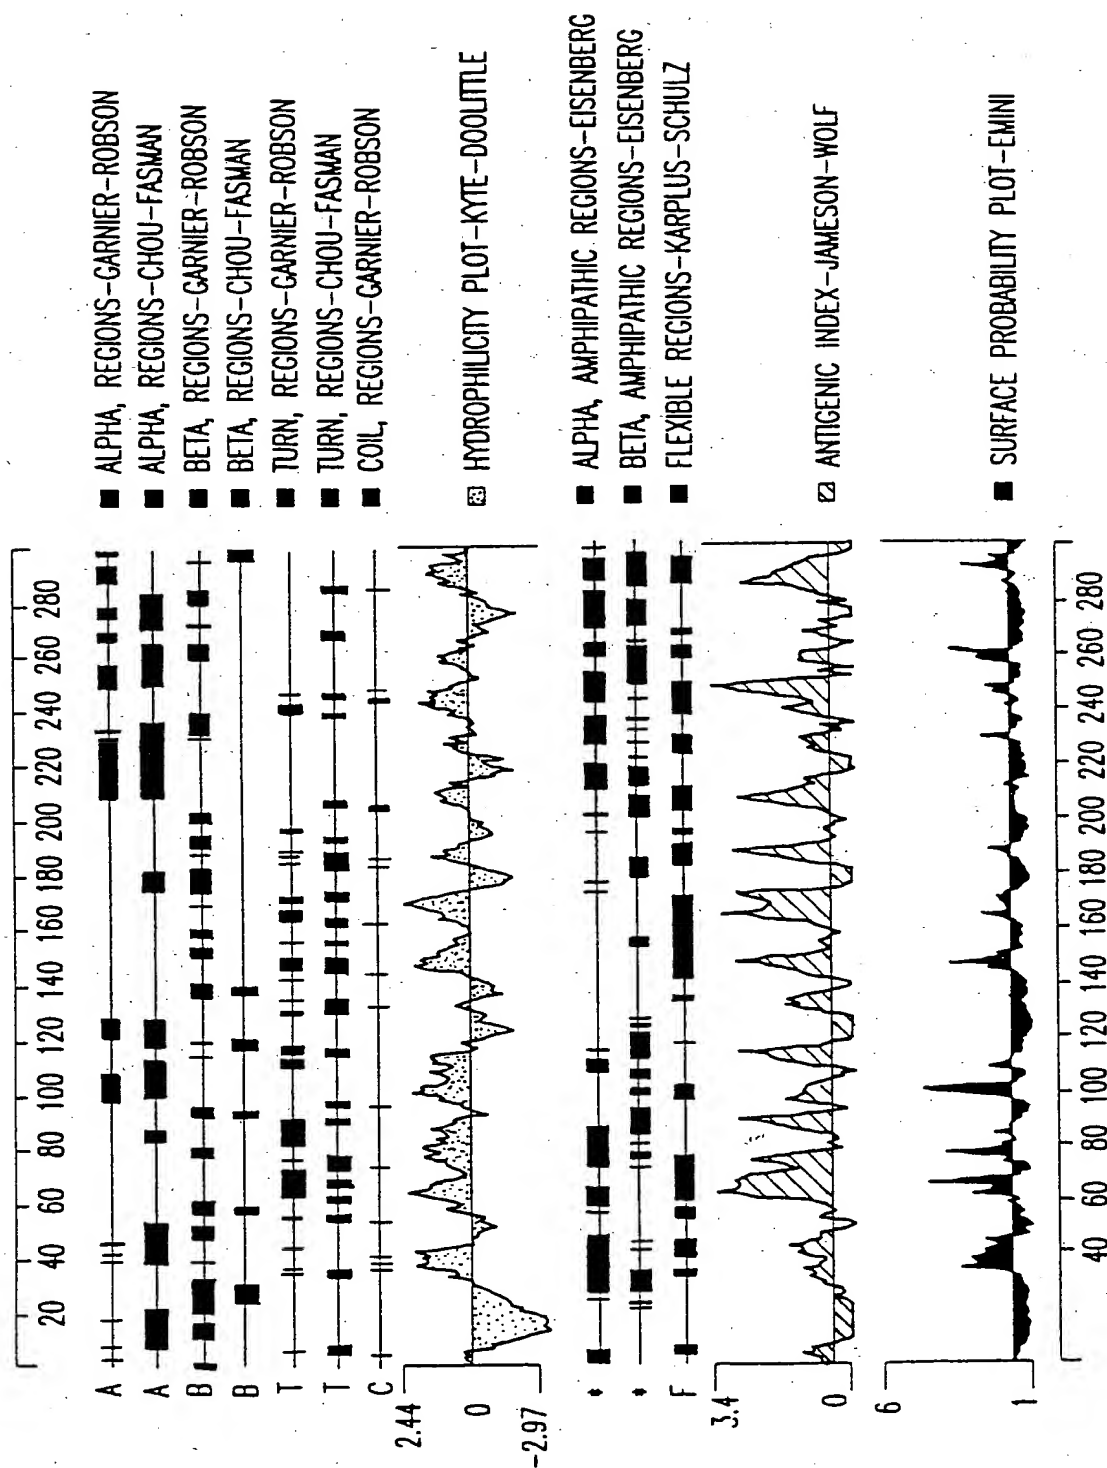 20 40 60 80 100 120 140 160 180 200 220 240 260 280
A ALPHA, REGIONS-GARNIER-ROBSON
A ALPHA, REGIONS-CHOU-FASMAN
B BETA, REGIONS-GARNIER-ROBSON
B BETA, REGIONS-CHOU-FASMAN
T TURN, REGIONS-GARNIER-ROBSON
T TURN, REGIONS-CHOU-FASMAN
C COIL, REGIONS-GARNIER-ROBSON
2.44
0 HYDROPHILICITY PLOT-KYTE-DOOLITTLE
-2.97
* ALPHA, AMPHIPATHIC REGIONS-EISENBERG
* BETA, AMPHIPATHIC REGIONS-EISENBERG
F FLEXIBLE REGIONS-KARPLUS-SCHULZ
3.4
0 ANTIGENIC INDEX-JAMESON-WOLF
6
1 SURFACE PROBABILITY PLOT-EMINI
40 60 80 100 120 140 160 180 200 220 240 260 280